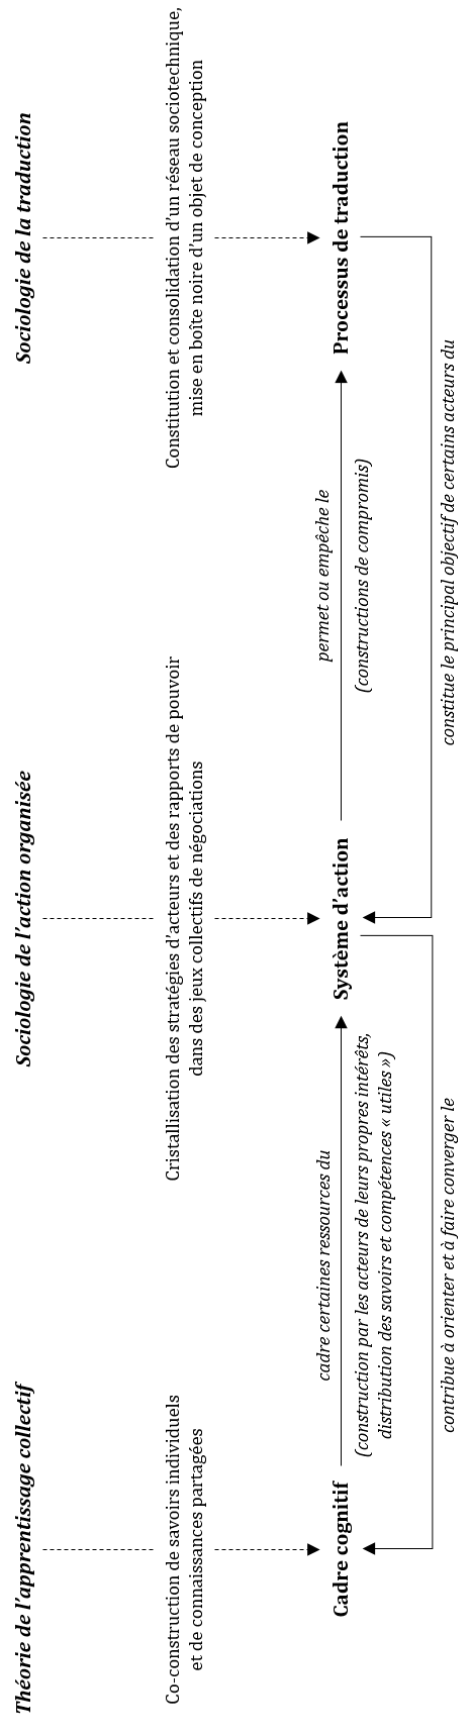 Théorie de l'apprentissage collectif
Sociologie de l'action organisée
Sociologie de la traduction
Co-construction de savoirs individuels
et de connaissances partagées
Cristallisation des stratégies d'acteurs et des rapports de pouvoir
dans des jeux collectifs de négociations
Constitution et consolidation d'un réseau sociotechnique,
mise en boîte noire d'un objet de conception
Cadre cognitif
cadre certaines ressources du
(construction par les acteurs de leurs propres intérêts,
distribution des savoirs et compétences « utiles »)
Système d'action
permet ou empêche le
(constructions de compromis)
Processus de traduction
contribue à orienter et à faire converger le
constitue le principal objectif de certains acteurs du